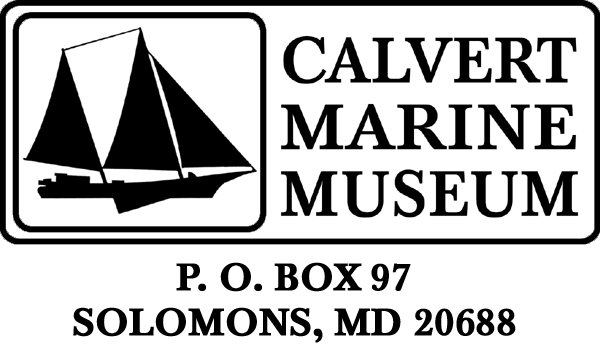 CALVERT
MARINE
MUSEUM
P. O. BOX 97
SOLOMONS, MD 20688